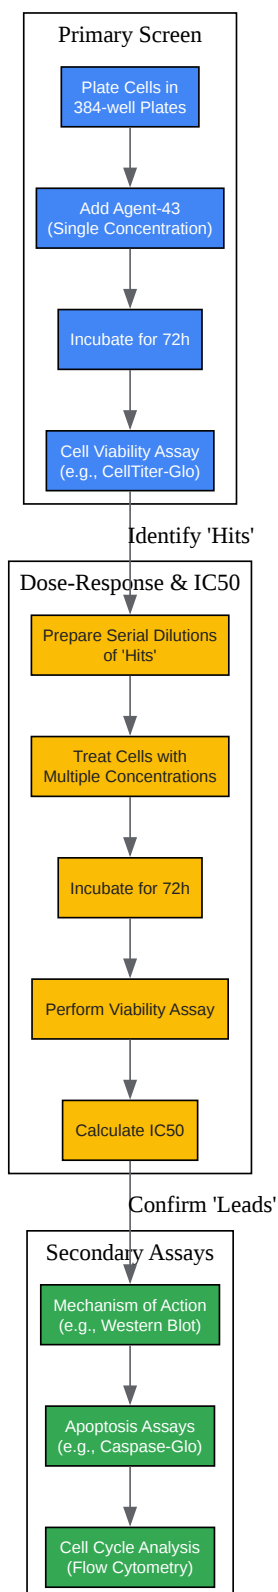 Primary Screen
Plate Cells in
384-well Plates
Add Agent-43
(Single Concentration)
Incubate for 72h
Cell Viability Assay
(e.g., CellTiter-Glo)
Identify 'Hits'
Dose-Response & IC50
Prepare Serial Dilutions
of 'Hits'
Treat Cells with
Multiple Concentrations
Incubate for 72h
Perform Viability Assay
Calculate IC50
Confirm 'Leads'
Secondary Assays
Mechanism of Action
(e.g., Western Blot)
Apoptosis Assays
(e.g., Caspase-Glo)
Cell Cycle Analysis
(Flow Cytometry)